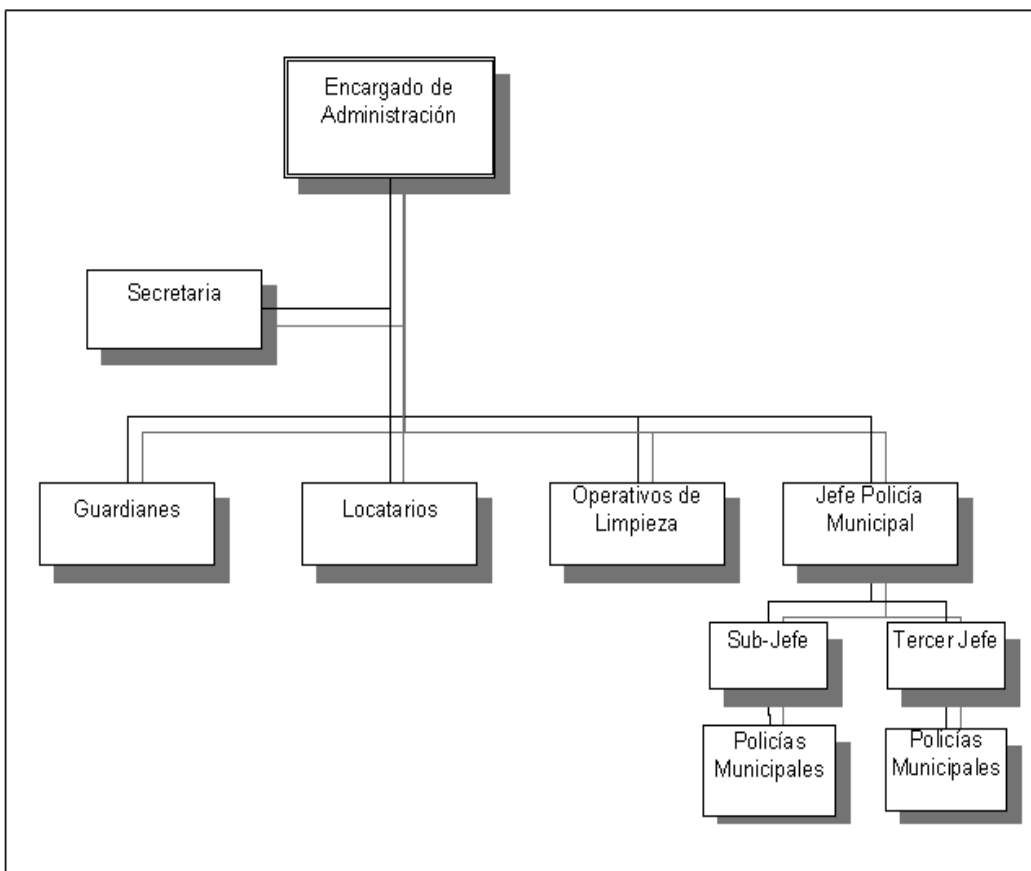 Encargado de
Administración
Secretaria
Guardianes
Locatarios
Operativos de
Limpieza
Jefe Policía
Municipal
Sub-Jefe
Tercer Jefe
Policías
Municipales
Policías
Municipales